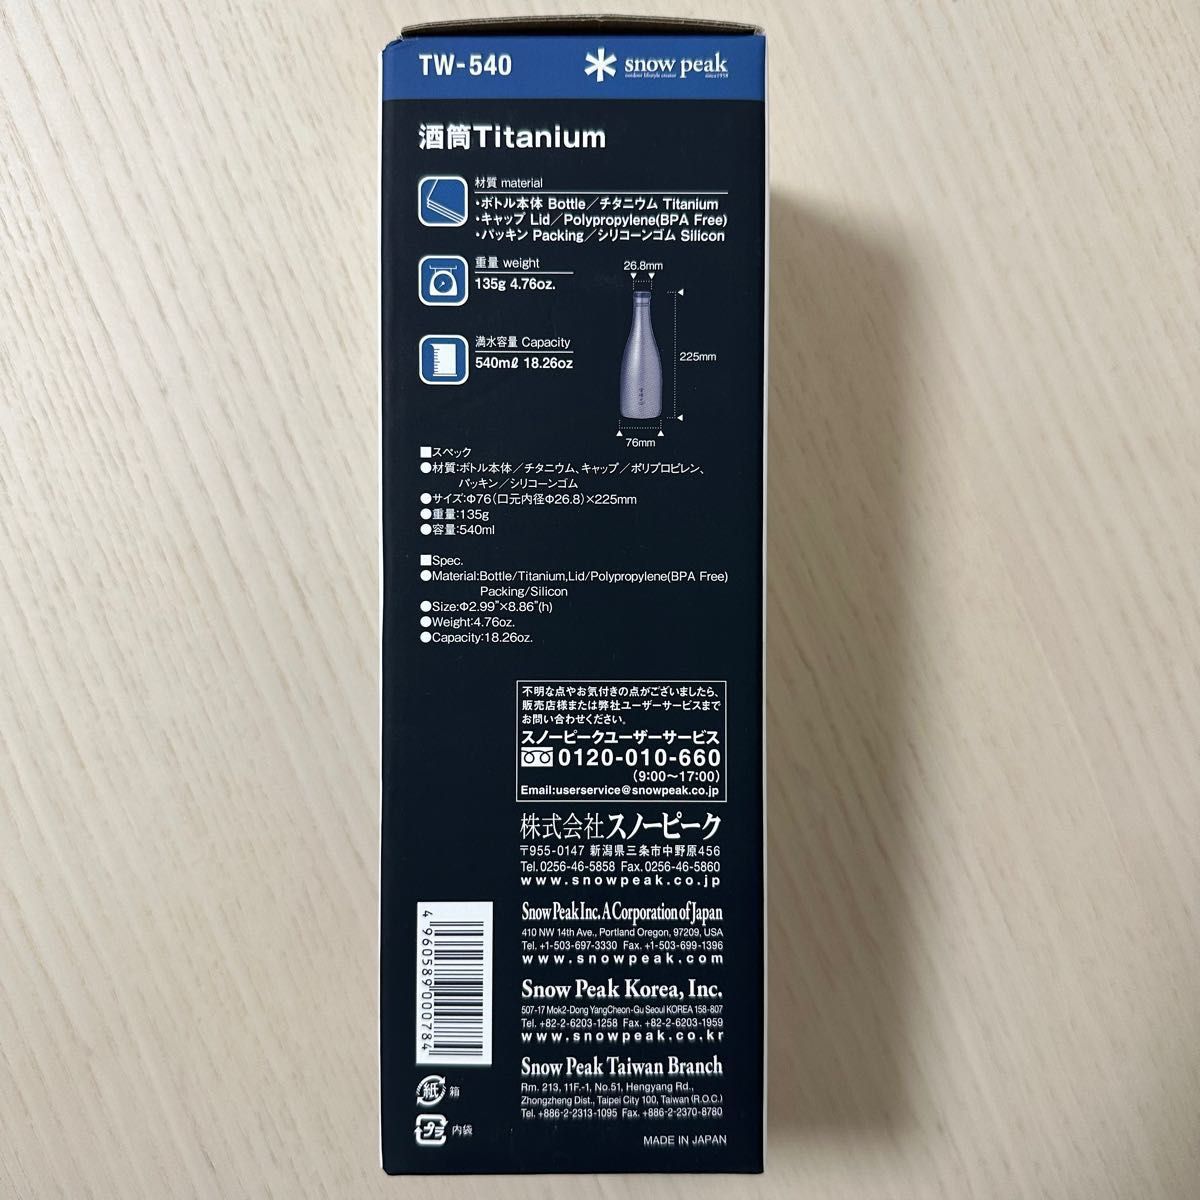 TW-540
snow peak
outdoor lifestyle creator since1958
酒筒Titanium
材質 material
・ボトル本体 Bottle／チタニウム Titanium
・キャップ Lid／Polypropylene(BPA Free)
・パッキン Packing／シリコーンゴム Silicon
重量 weight
135g 4.76oz.
満水容量 Capacity
540mℓ 18.26oz
26.8mm
225mm
76mm
■スペック
●材質:ボトル本体／チタニウム、キャップ／ポリプロピレン、
パッキン／シリコーンゴム
●サイズ:Φ76（口元内径Φ26.8）×225mm
●重量:135g
●容量:540ml
■Spec.
●Material:Bottle/Titanium,Lid/Polypropylene(BPA Free)
Packing/Silicon
●Size:Φ2.99"×8.86"(h)
●Weight:4.76oz.
●Capacity:18.26oz.
不明な点やお気付きの点がございましたら、
販売店様または弊社ユーザーサービスまで
お問い合わせください。
スノーピークユーザーサービス
0120-010-660
（9:00〜17:00）
Email:userservice@snowpeak.co.jp
株式会社スノーピーク
〒955-0147 新潟県三条市中野原456
Tel.0256-46-5858 Fax.0256-46-5860
www.snowpeak.co.jp
Snow Peak Inc. A Corporation of Japan
410 NW 14th Ave., Portland Oregon, 97209, USA
Tel. +1-503-697-3330 Fax. +1-503-699-1396
www.snowpeak.com
Snow Peak Korea, Inc.
507-17 Mok2-Dong YangCheon-Gu Seoul KOREA 158-807
Tel. +82-2-6203-1258 Fax. +82-2-6203-1959
www.snowpeak.co.kr
Snow Peak Taiwan Branch
Rm. 213, 11F.-1, No.51, Hengyang Rd.,
Zhongzheng Dist., Taipei City 100, Taiwan (R.O.C.)
Tel. +886-2-2313-1095 Fax. +886-2-2370-8780
MADE IN JAPAN
4960589000784
紙 箱
プラ 内袋